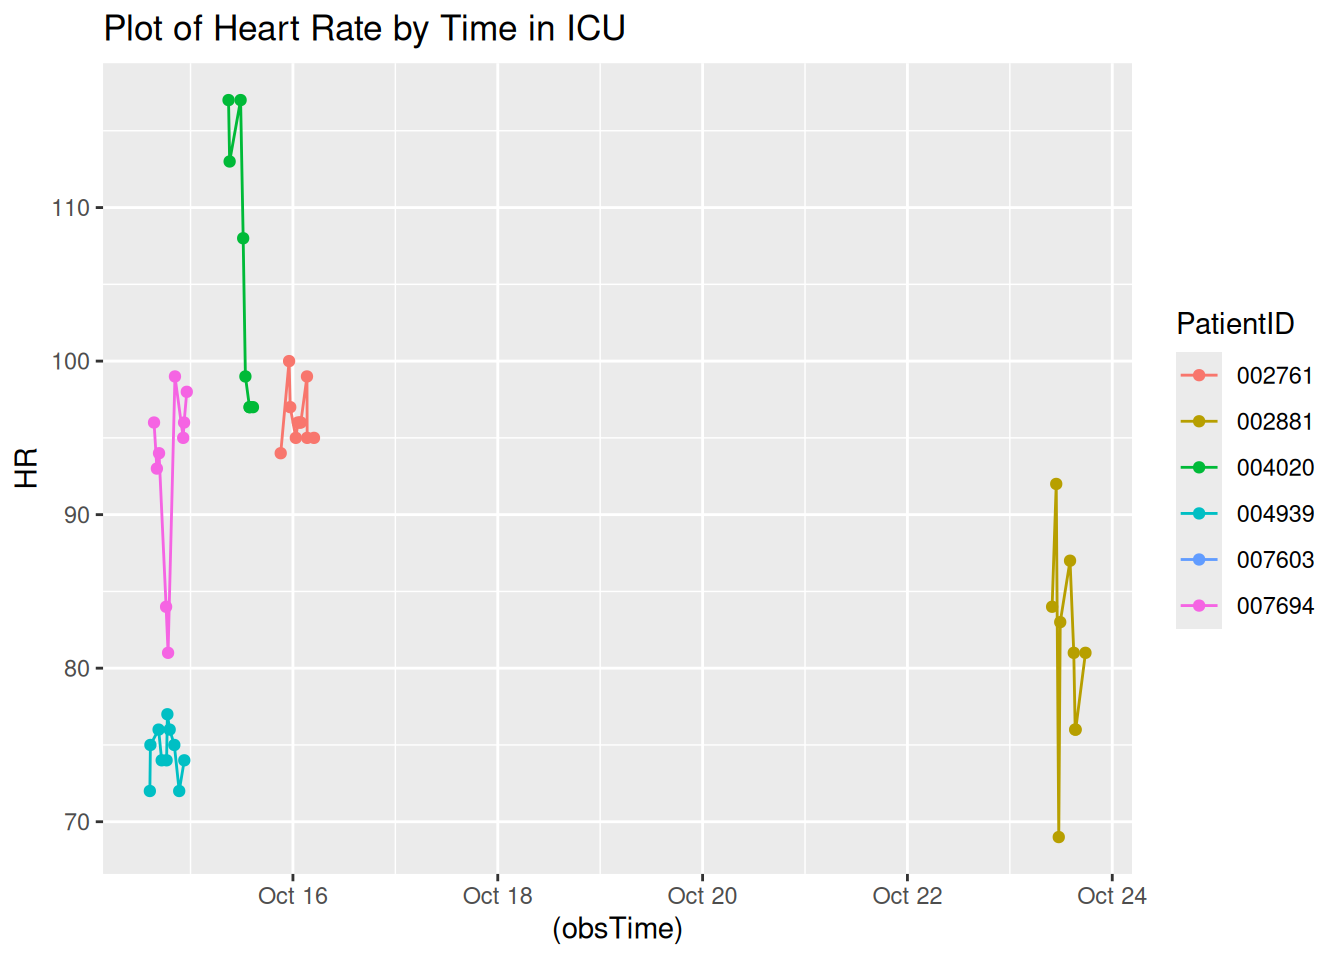 Plot of Heart Rate by Time in ICU
HR
110
100
90
80
70
Oct 16
Oct 18
Oct 20
Oct 22
Oct 24
(obsTime)
PatientID
002761
002881
004020
004939
007603
007694